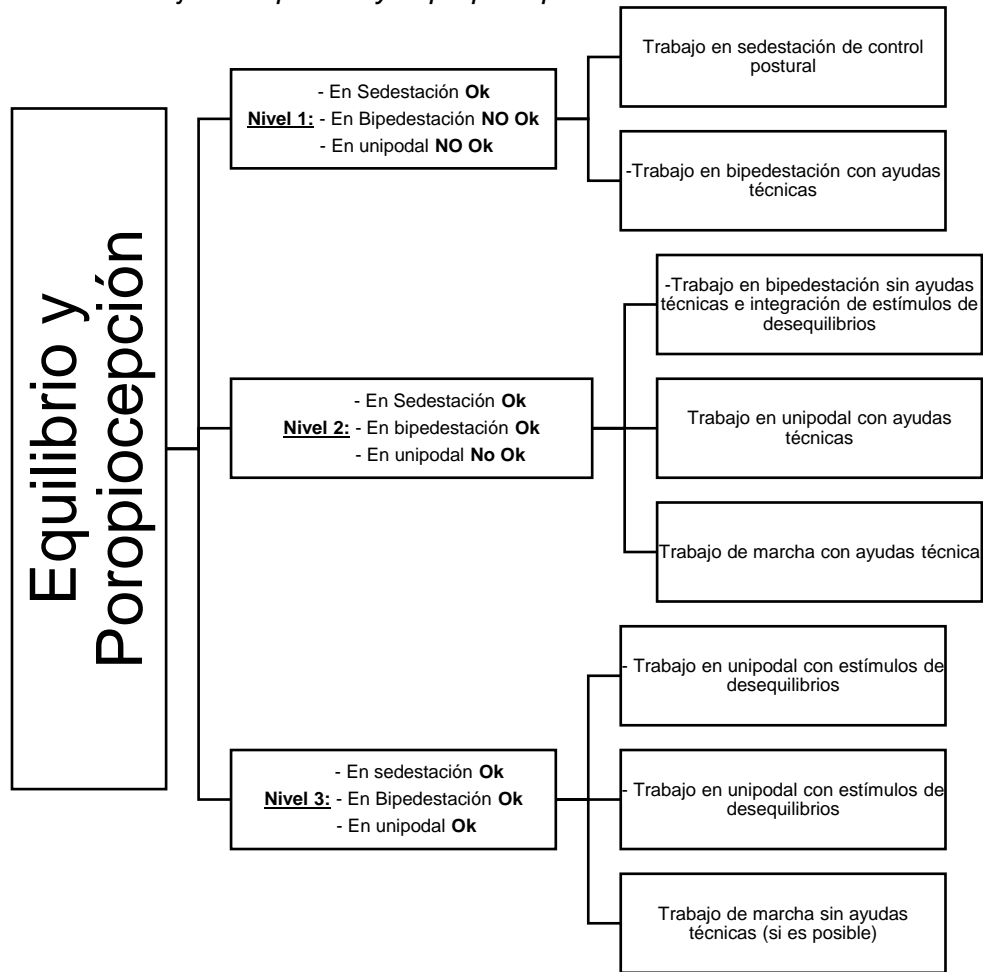 Equilibrio y
Poropiocepción
- En Sedestación Ok
Nivel 1: - En Bipedestación NO Ok
- En unipodal NO Ok
Trabajo en sedestación de control
postural
-Trabajo en bipedestación con ayudas
técnicas
- En Sedestación Ok
Nivel 2: - En bipedestación Ok
- En unipodal No Ok
-Trabajo en bipedestación sin ayudas
técnicas e integración de estímulos de
desequilibrios
Trabajo en unipodal con ayudas
técnicas
Trabajo de marcha con ayudas técnica
- En sedestación Ok
Nivel 3: - En Bipedestación Ok
- En unipodal Ok
- Trabajo en unipodal con estímulos de
desequilibrios
- Trabajo en unipodal con estímulos de
desequilibrios
Trabajo de marcha sin ayudas
técnicas (si es posible)